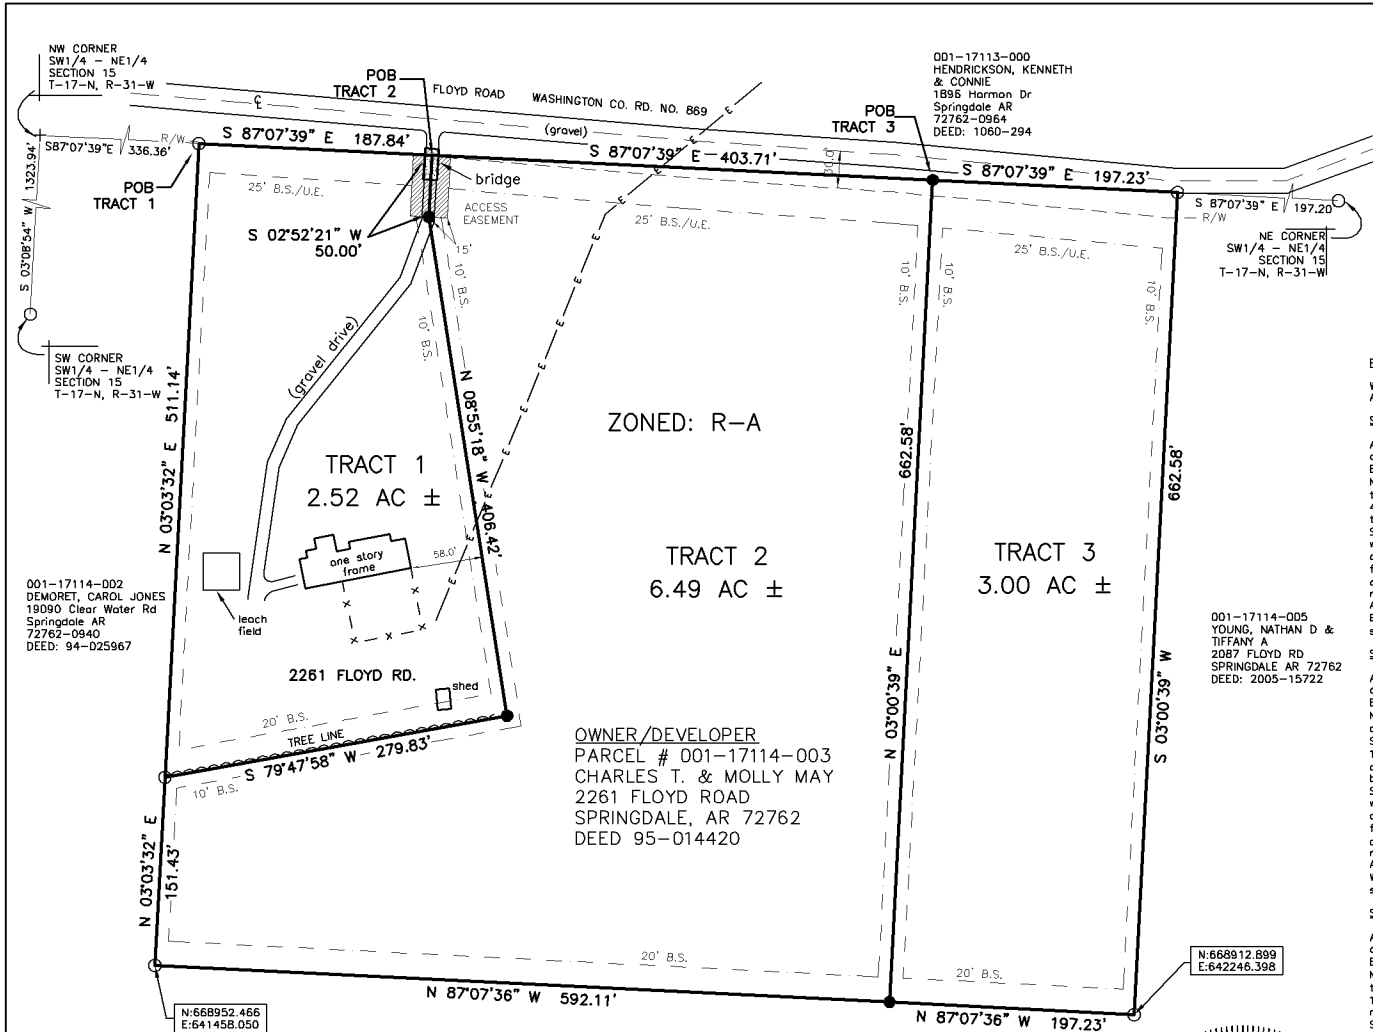 NW CORNER
SW1/4 - NE1/4
SECTION 15
T-17-N, R-31-W
POB
TRACT 2
FLOYD ROAD
WASHINGTON CO. RD. NO. 869
(gravel)
001-17113-000
HENDRICKSON, KENNETH
& CONNIE
1896 Harmon Dr
Springdale AR
72762-0964
DEED: 1060-294
POB
TRACT 3
S87°07'39"E
336.36'
R/W
132.94'
S 03°08'54" W
S 87°07'39" E 187.84'
S 87°07'39" E 403.71'
S 87°07'39" E 197.23'
POB
TRACT 1
25' B.S./U.E.
bridge
ACCESS
EASEMENT
S 02°52'21" W
50.00'
15'
10' B.S.
10' B.S.
25' B.S./U.E.
25' B.S./U.E.
S 87°07'39" E 197.20'
R/W
NE CORNER
SW1/4 - NE1/4
SECTION 15
T-17-N, R-31-W
10' B.S.
10' B.S.
10' B.S.
SW CORNER
SW1/4 - NE1/4
SECTION 15
T-17-N, R-31-W
(gravel drive)
N 03°03'32" E 511.14'
N 08°55'18" W 406.42'
ZONED: R-A
662.58'
662.58'
TRACT 1
2.52 AC ±
TRACT 2
6.49 AC ±
TRACT 3
3.00 AC ±
one story
frame
58.0'
001-17114-002
DEMORET, CAROL JONES
19090 Clear Water Rd
Springdale AR
72762-0940
DEED: 94-025967
leach
field
2261 FLOYD RD.
shed
001-17114-005
YOUNG, NATHAN D &
TIFFANY A
2087 FLOYD RD
SPRINGDALE AR 72762
DEED: 2005-15722
N 03°00'39" E
S 03°00'39" W
20' B.S.
TREE LINE
S 79°47'58" W 279.83'
10' B.S.
OWNER/DEVELOPER
PARCEL # 001-17114-003
CHARLES T. & MOLLY MAY
2261 FLOYD ROAD
SPRINGDALE, AR 72762
DEED 95-014420
N 03°03'32" E
151.43'
20' B.S.
20' B.S.
N:668912.899
E:642246.398
N:668952.466
E:641458.050
N 87°07'36" W 592.11'
N 87°07'36" W 197.23'